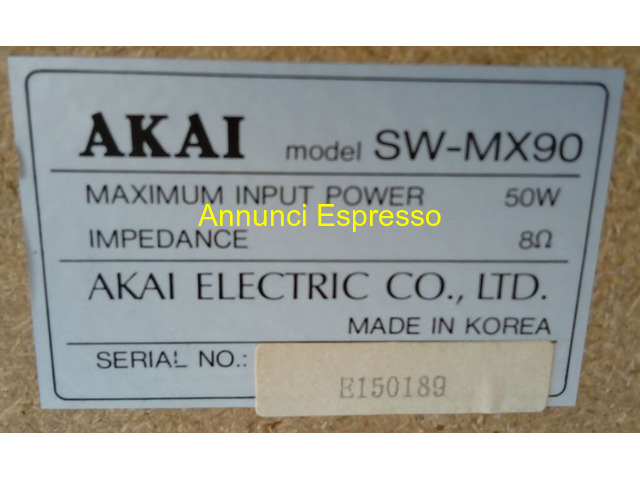 AKAI model SW-MX90
MAXIMUM INPUT POWER 50W
Annunci Espresso
IMPEDANCE 8Ω
AKAI ELECTRIC CO., LTD.
MADE IN KOREA
SERIAL NO.: E150189